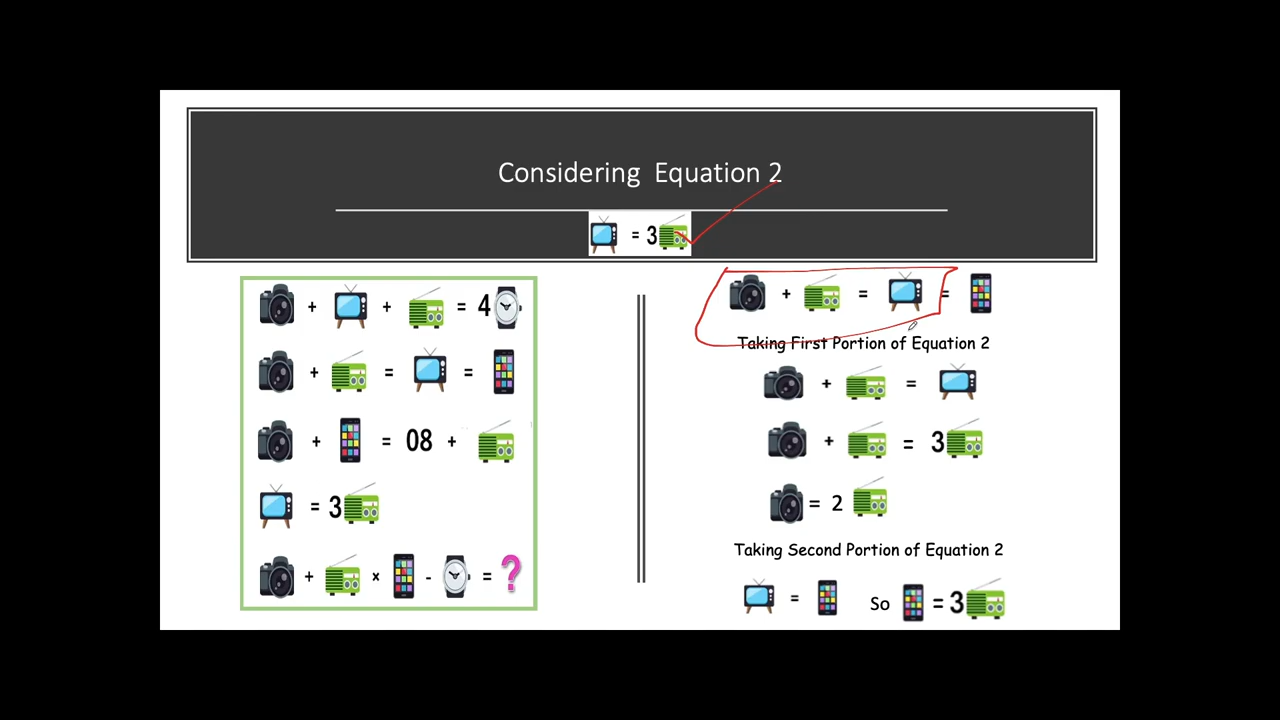 Considering Equation 2
= 3
+ + = 4
+ = =
+ = 08 +
= 3
+ × - = ?
+ = =
Taking First Portion of Equation 2
+ =
+ = 3
= 2
Taking Second Portion of Equation 2
= So = 3